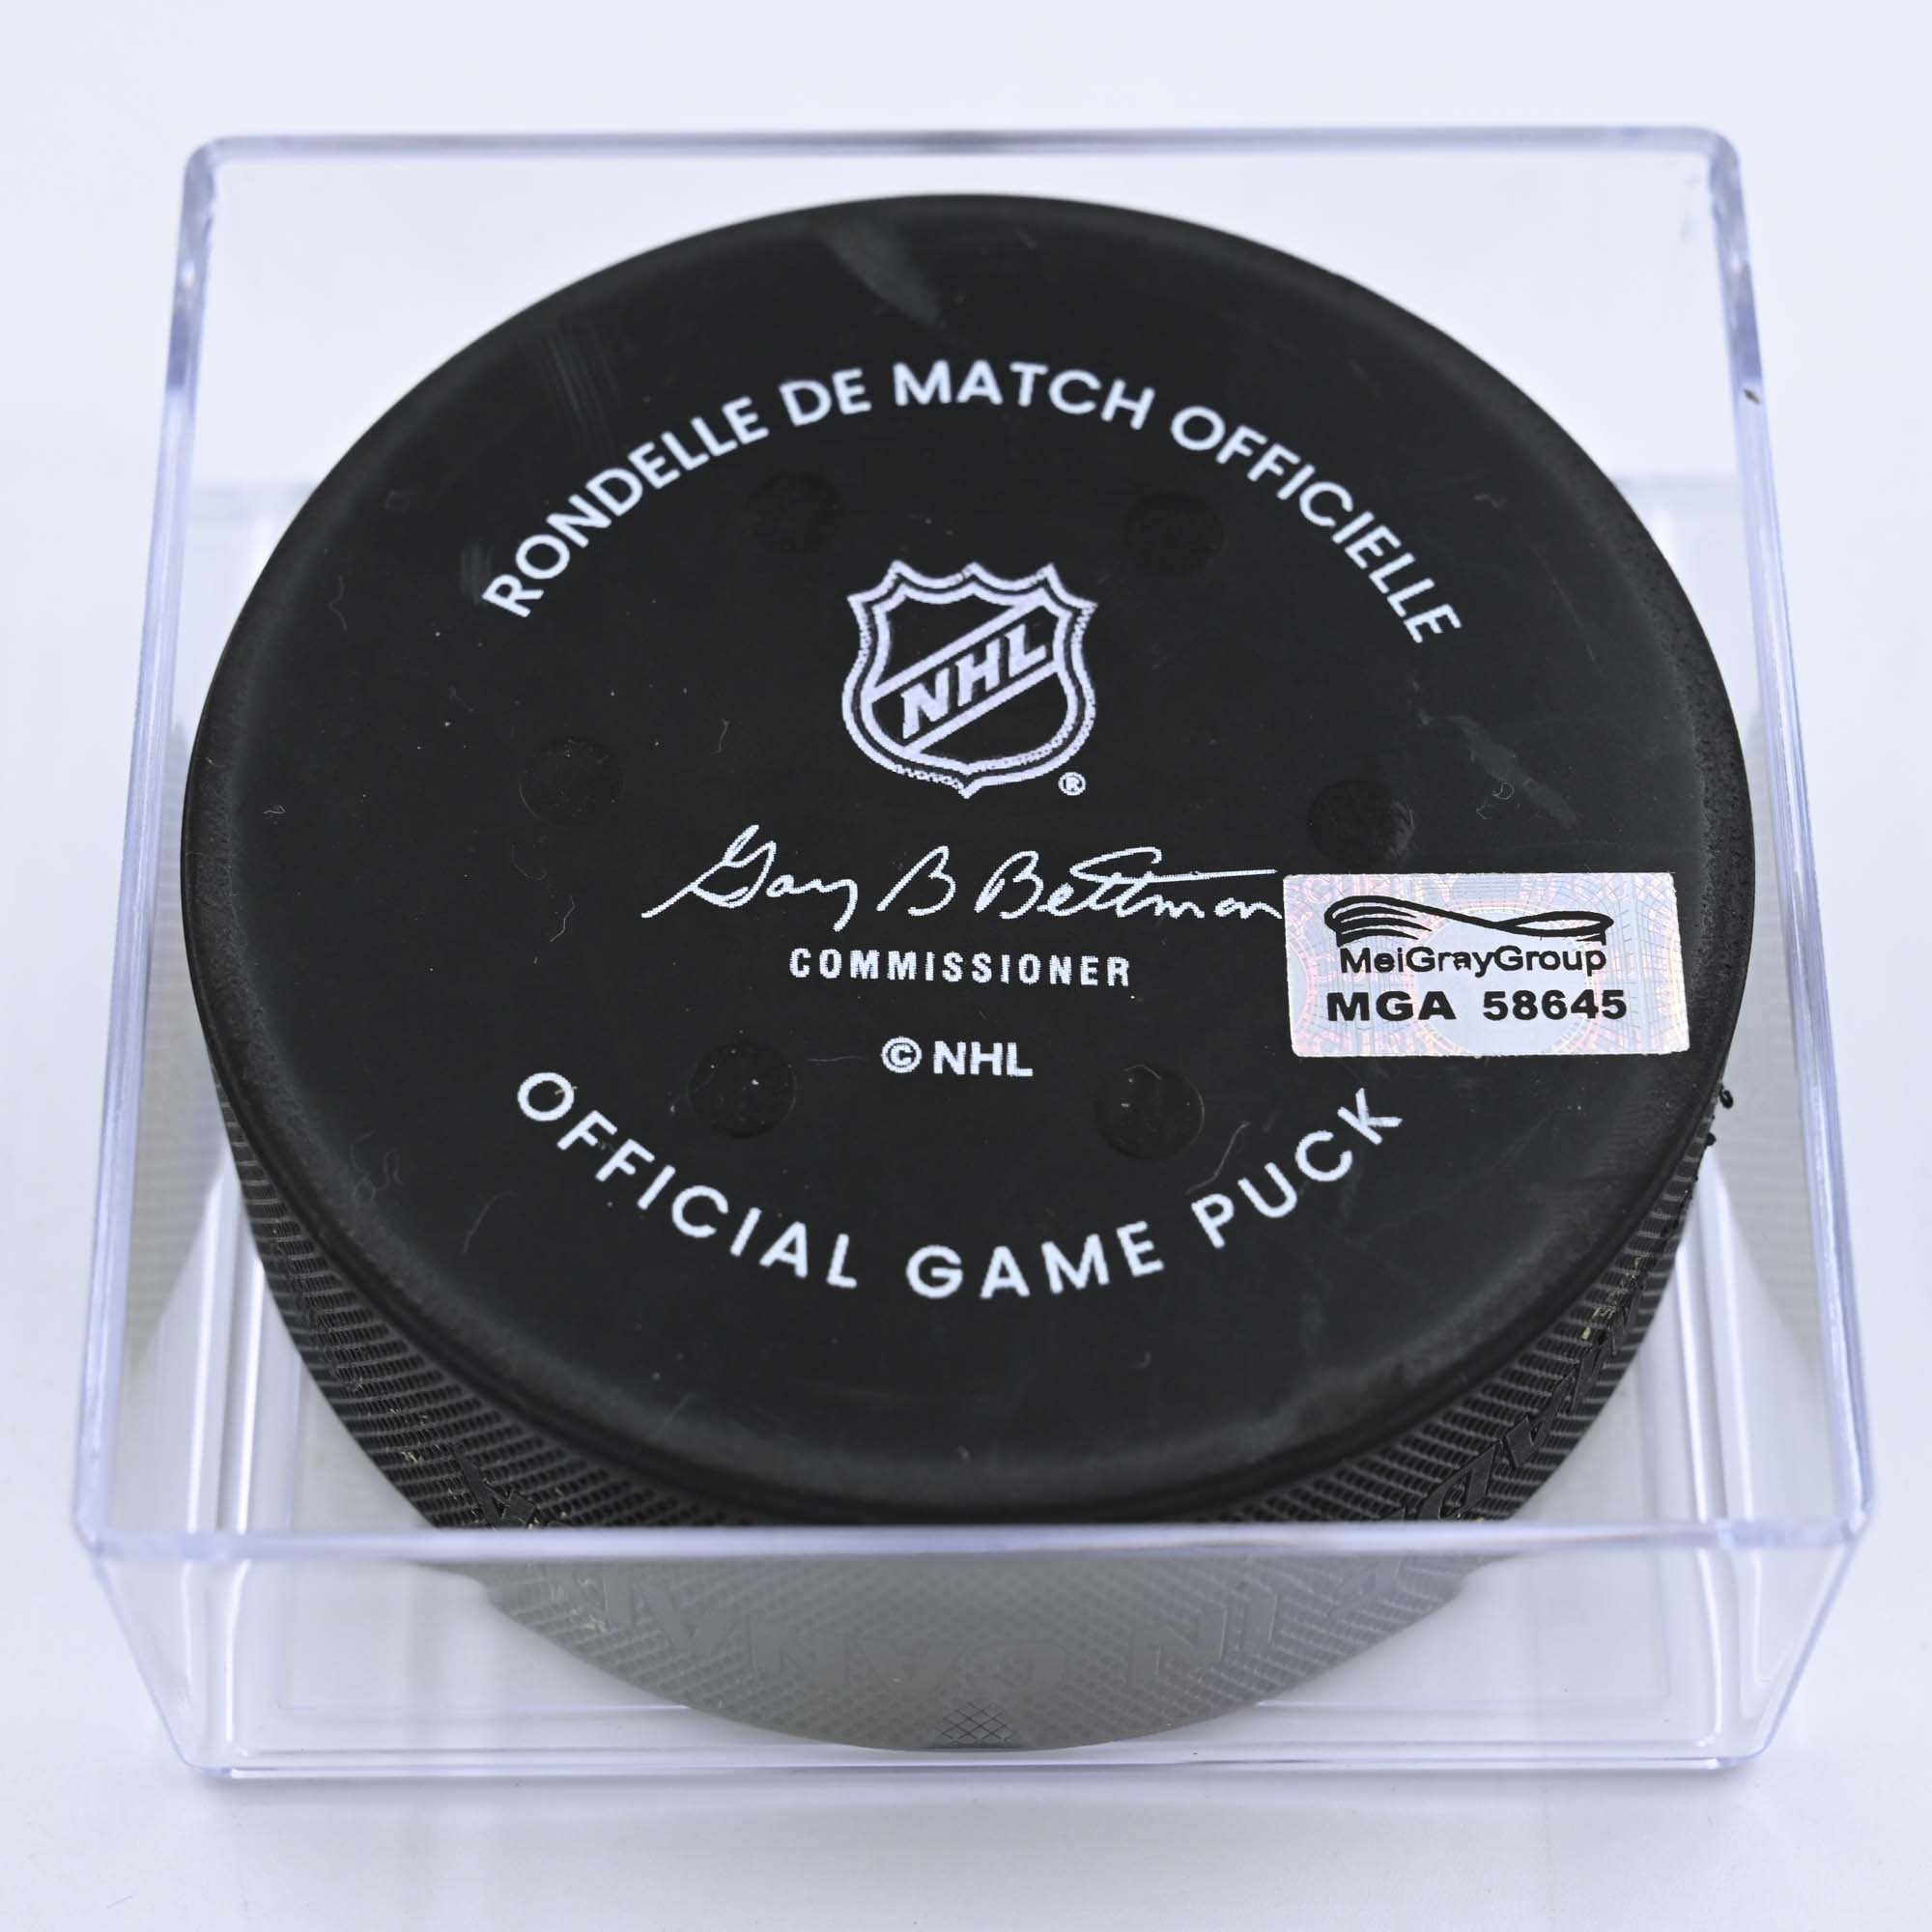 RONDELLE DE MATCH OFFICIELLE
NHL
®
Gary B Bettman
COMMISSIONER
© NHL
OFFICIAL GAME PUCK
MeiGrayGroup
MGA 58645